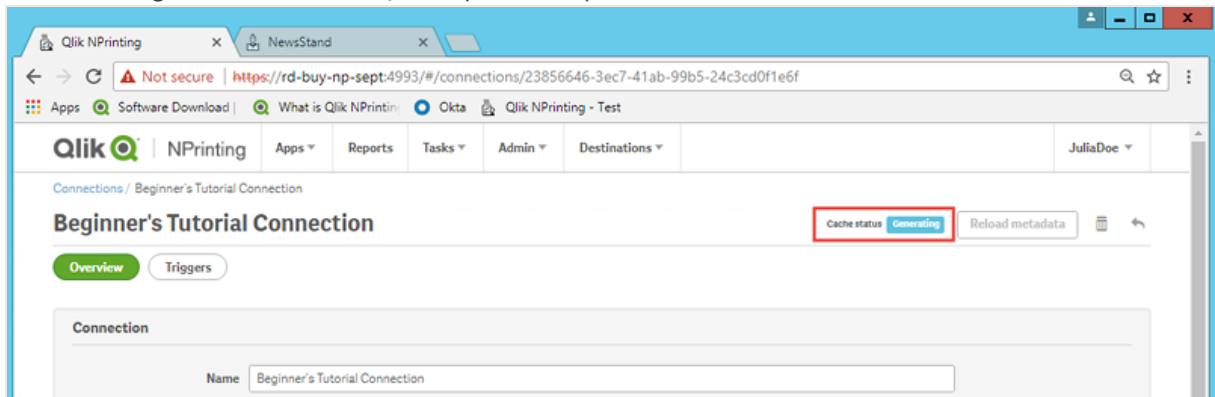 Qlik NPrinting
NewsStand
Not secure | https://rd-buy-np-sept:4993/#/connections/23856646-3ec7-41ab-99b5-24c3cd0f1e6f
Apps Software Download | What is Qlik NPrinting Okta Qlik NPrinting - Test
Qlik NPrinting Apps Reports Tasks Admin Destinations JuliaDoe
Connections / Beginner's Tutorial Connection
Beginner's Tutorial Connection
Cache status Generating Reload metadata
Overview Triggers
Connection
Name Beginner's Tutorial Connection